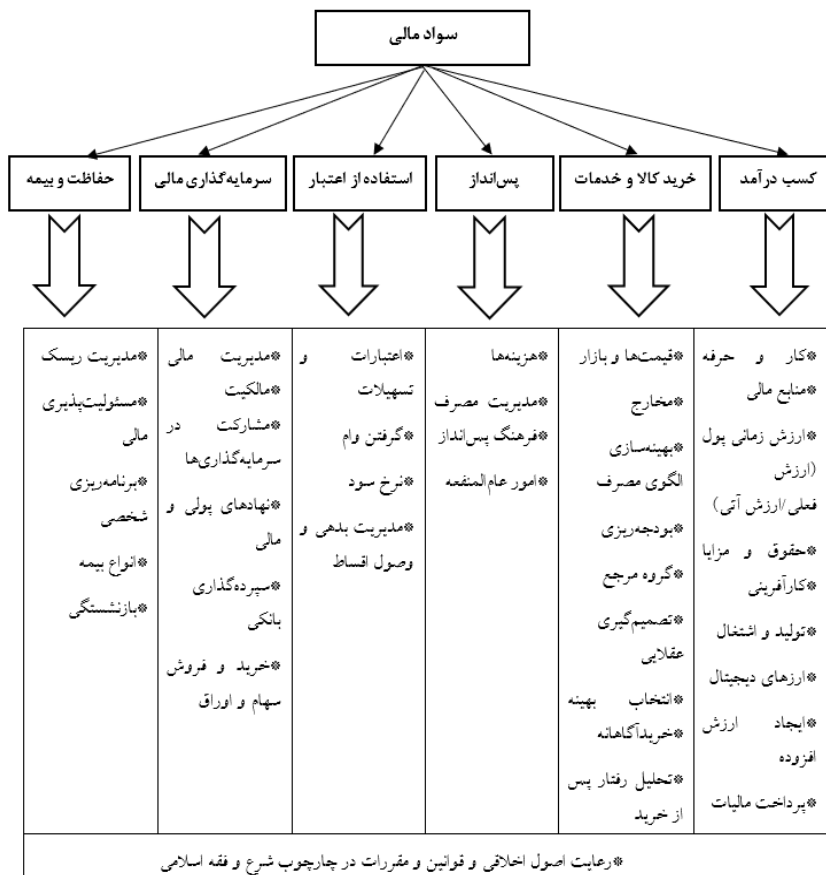 سواد مالی
کسب درآمد
خرید کالا و خدمات
پس‌انداز
استفاده از اعتبار
سرمایه‌گذاری مالی
حفاظت و بیمه
*کار و حرفه
منابع مالی
*ارزش زمانی پول
(ارزش
فعلی/ارزش آتی)
*حقوق و مزایا
*کارآفرینی
*تولید و اشتغال
*ارزهای دیجیتال
*ایجاد ارزش
افزوده
*پرداخت مالیات
*قیمت‌ها و بازار
*مخارج
*بهینه‌سازی
الگوی مصرف
*بودجه‌ریزی
*گروه مرجع
*تصمیم‌گیری
عقلایی
*انتخاب بهینه
*خریدآگاهانه
*تحلیل رفتار پس
از خرید
*هزینه‌ها
*مدیریت مصرف
*فرهنگ پس‌انداز
*امور عام‌المنفعه
*اعتبارات و
تسهیلات
*گرفتن وام
*نرخ سود
*مدیریت بدهی و
وصول اقساط
*مدیریت مالی
*مالکیت
*مشارکت در
سرمایه‌گذاری‌ها
*نهادهای پولی و
مالی
*سپرده‌گذاری
بانکی
*خرید و فروش
سهام و اوراق
*مدیریت ریسک
*مسئولیت‌پذیری
مالی
*برنامه‌ریزی
شخصی
*انواع بیمه
*بازنشستگی
*رعایت اصول اخلاقی و قوانین و مقررات در چارچوب شرع و فقه اسلامی